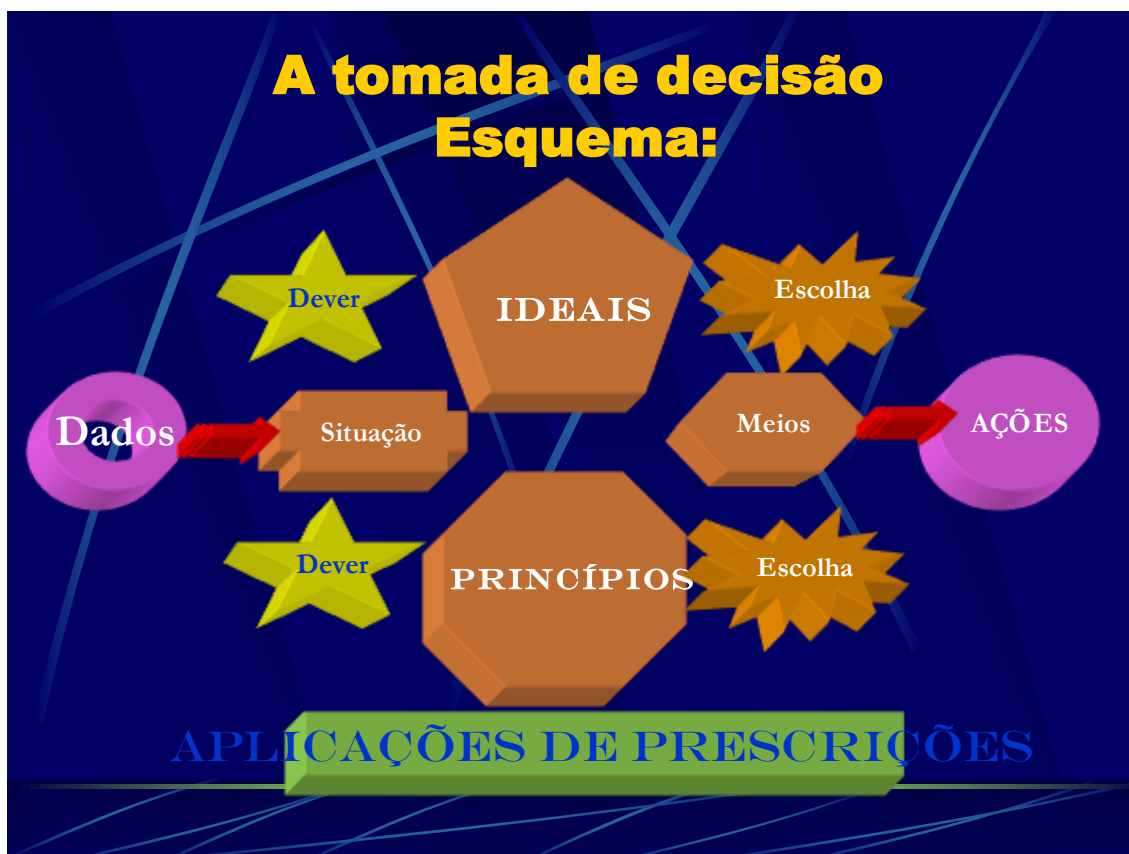 A tomada de decisão
Esquema:
Dever
IDEAIS
Escolha
Dados
Situação
Meios
AÇÕES
Dever
PRINCÍPIOS
Escolha
APLICAÇÕES DE PRESCRIÇÕES